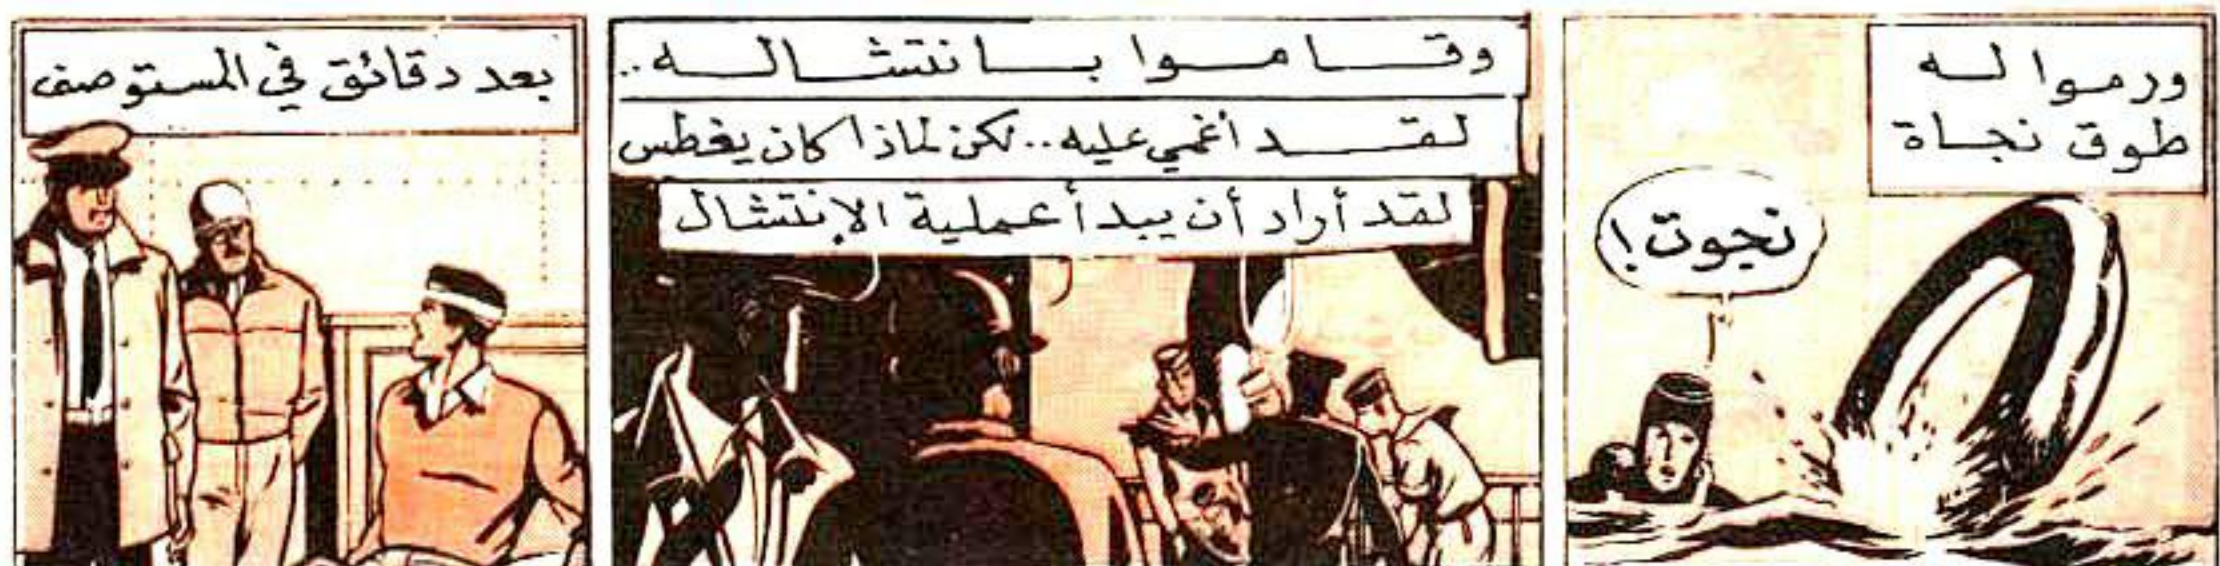 ورموا له
طوق نجاة
نجوت!
وقاموا بانتشاله..
لقد أغمي عليه.. لكن لماذا كان يغطس
لقد أراد أن يبدأ عملية الإنتشال
بعد دقائق في المستوصف